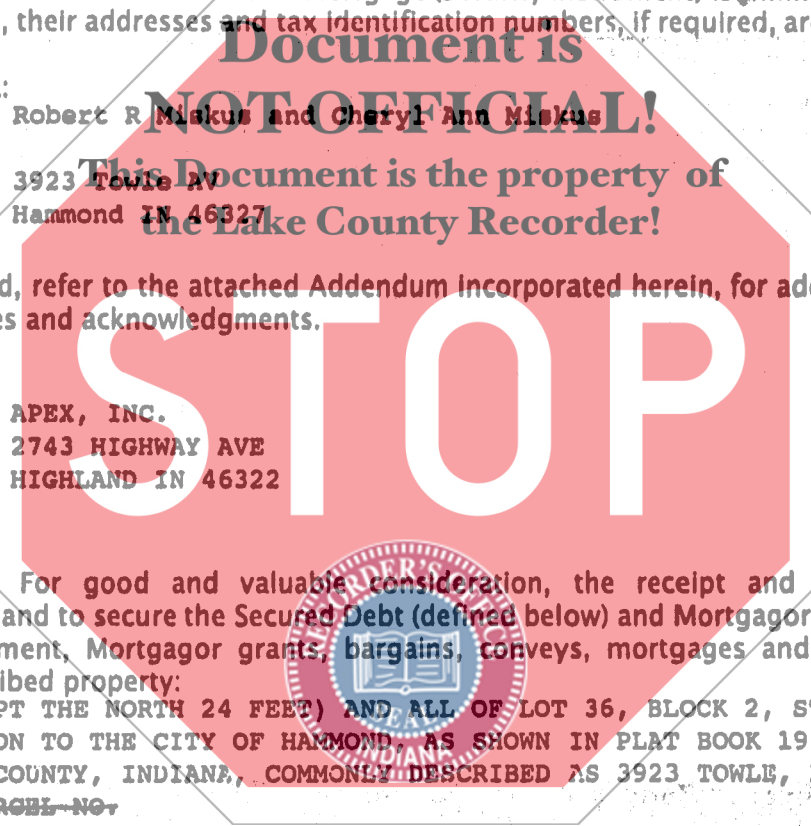 , their addresses and tax identification numbers, if required, ar
Document is
NOT OFFICIAL!
Robert R Miskus and Cheryl Ann Miskus
This Document is the property of
3923 Towle AV
the Lake County Recorder!
Hammond IN 46327
d, refer to the attached Addendum incorporated herein, for ad
es and acknowledgments.
STOP
APEX, INC.
2743 HIGHWAY AVE
HIGHLAND IN 46322
For good and valuable consideration, the receipt and
and to secure the Secured Debt (defined below) and Mortgagor
ment, Mortgagor grants, bargains, conveys, mortgages and
ibed property:
RECORDER'S OFFICE
SEAL
INDIANA
PT THE NORTH 24 FEET) AND ALL OF LOT 36, BLOCK 2, S
ON TO THE CITY OF HAMMOND, AS SHOWN IN PLAT BOOK 19
COUNTY, INDIANA, COMMONLY DESCRIBED AS 3923 TOWLE,
RCEL NO.